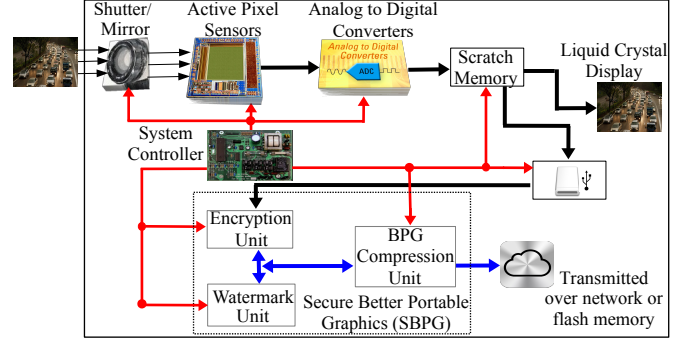 Shutter/
Mirror
Active Pixel
Sensors
Analog to Digital
Converters
Analog to Digital
Converters
ADC
Scratch
Memory
Liquid Crystal
Display
System
Controller
Encryption
Unit
BPG
Compression
Unit
Watermark
Unit
Secure Better Portable
Graphics (SBPG)
Transmitted
over network or
flash memory